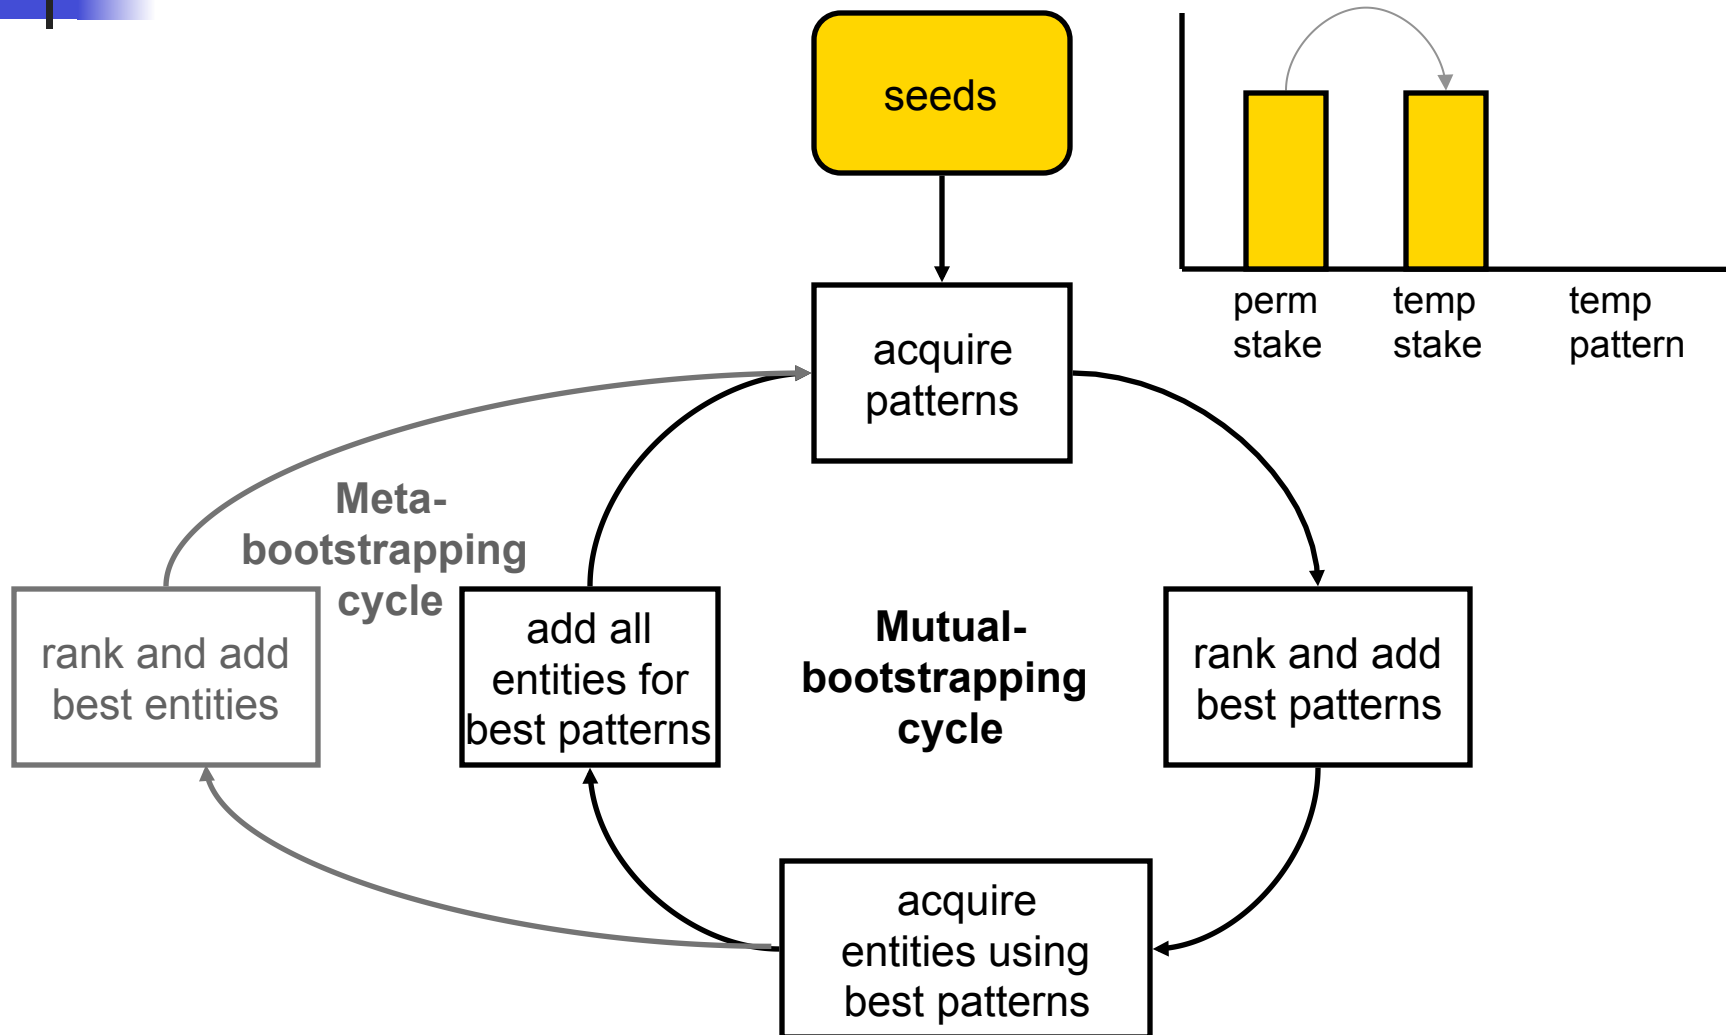 seeds
perm
stake
temp
stake
temp
pattern
acquire
patterns
Meta-
bootstrapping
cycle
rank and add
best entities
add all
entities for
best patterns
Mutual-
bootstrapping
cycle
rank and add
best patterns
acquire
entities using
best patterns